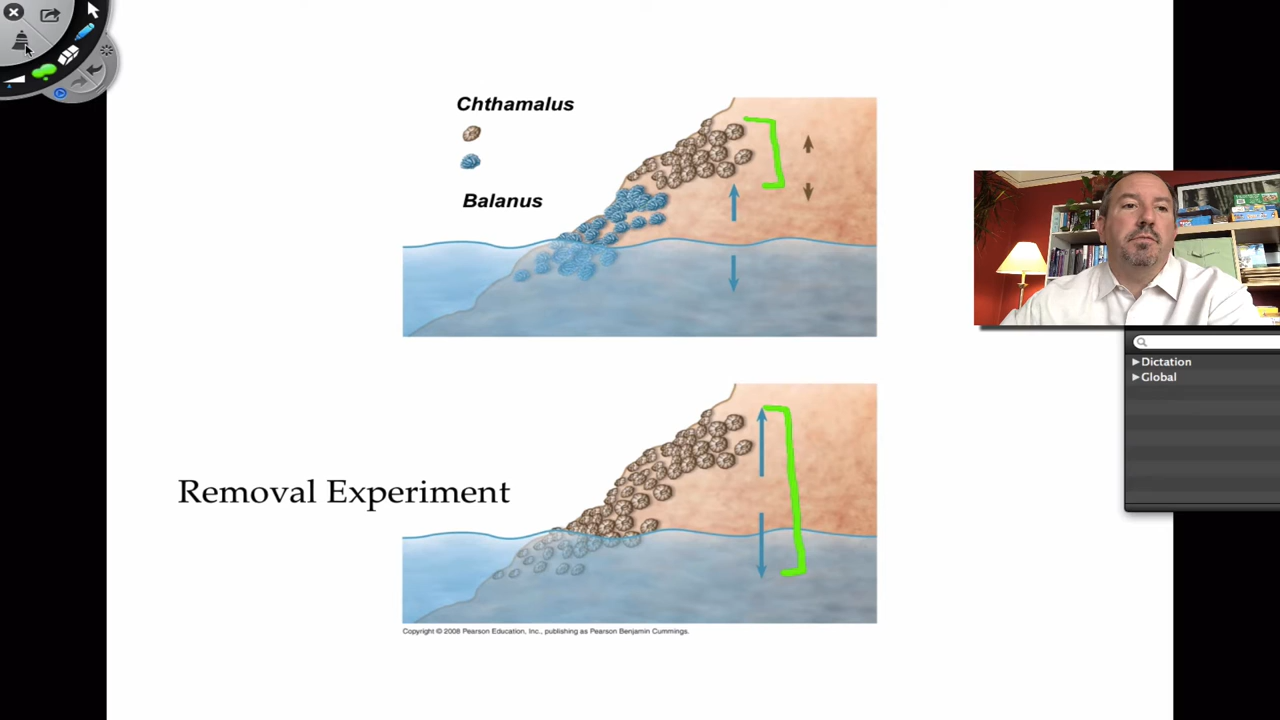 Chthamalus
Balanus
Dictation
Global
Removal Experiment
Copyright © 2008 Pearson Education, Inc., publishing as Pearson Benjamin Cummings.